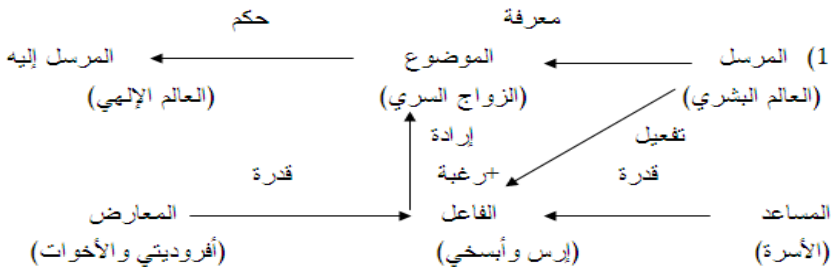 معرفة حكم
1) المرسل الموضوع المرسل إليه
(العالم البشري) (الزواج السري) (العالم الإلهي)
تفعيل إرادة
قدرة +رغبة قدرة
المساعد الفاعل المعارض
(الأسرة) (إرس وأبسخي) (أفروديتي والأخوات)